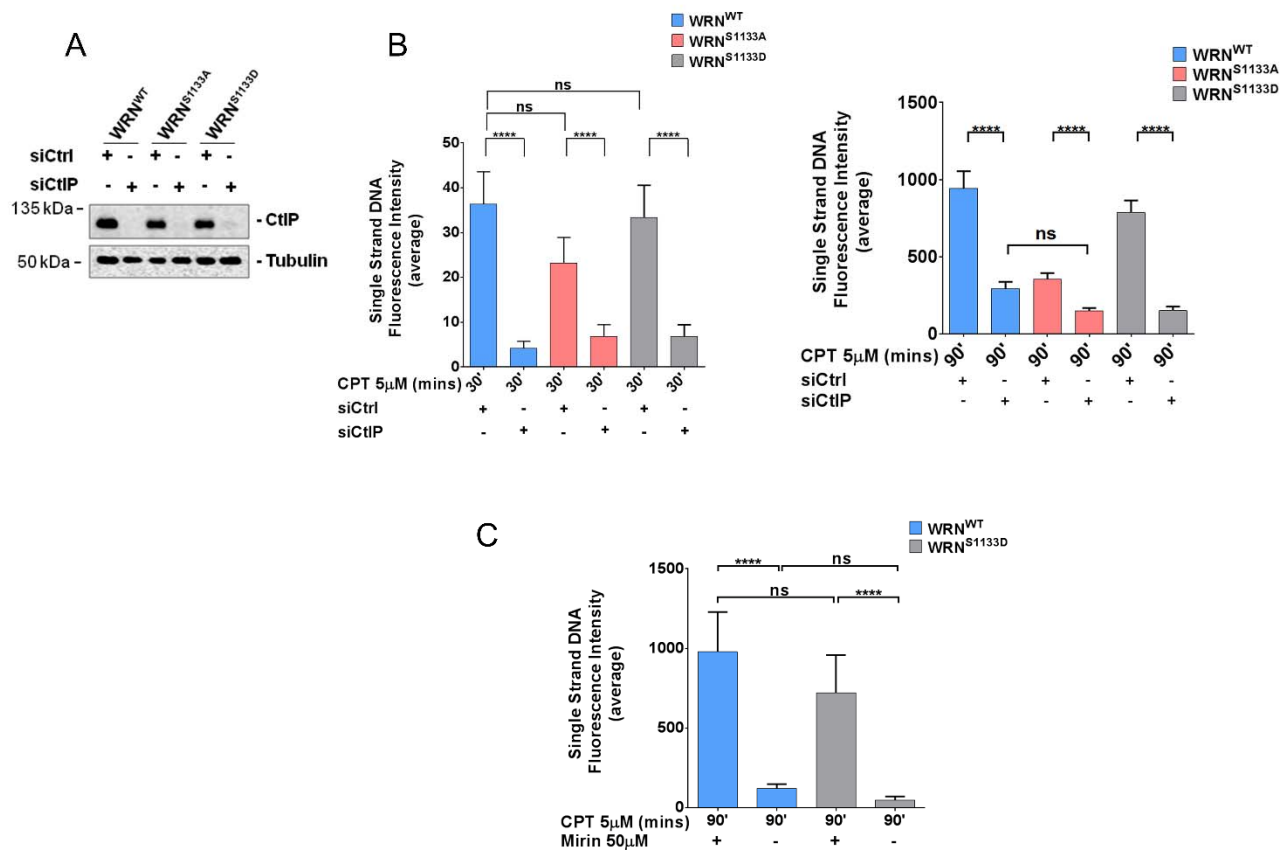 A
WRN^WT WRN^S1133A WRN^S1133D
siCtrl + - + - + -
siCtIP - + - + - +
135 kDa - - CtIP
50 kDa - - Tubulin
B
WRN^WT
WRN^S1133A
WRN^S1133D
ns
ns
**** **** ****
Single Strand DNA
Fluorescence Intensity
(average)
50
40
30
20
10
0
CPT 5µM (mins) 30' 30' 30' 30' 30' 30'
siCtrl + - + - + -
siCtIP - + - + - +
WRN^WT
WRN^S1133A
WRN^S1133D
**** **** ****
ns
Single Strand DNA
Fluorescence Intensity
(average)
1500
1000
500
0
CPT 5µM (mins) 90' 90' 90' 90' 90' 90'
siCtrl + - + - + -
siCtIP - + - + - +
C
WRN^WT
WRN^S1133D
**** ns
ns ****
Single Strand DNA
Fluorescence Intensity
(average)
1500
1000
500
0
CPT 5µM (mins) 90' 90' 90' 90'
Mirin 50µM + - + -